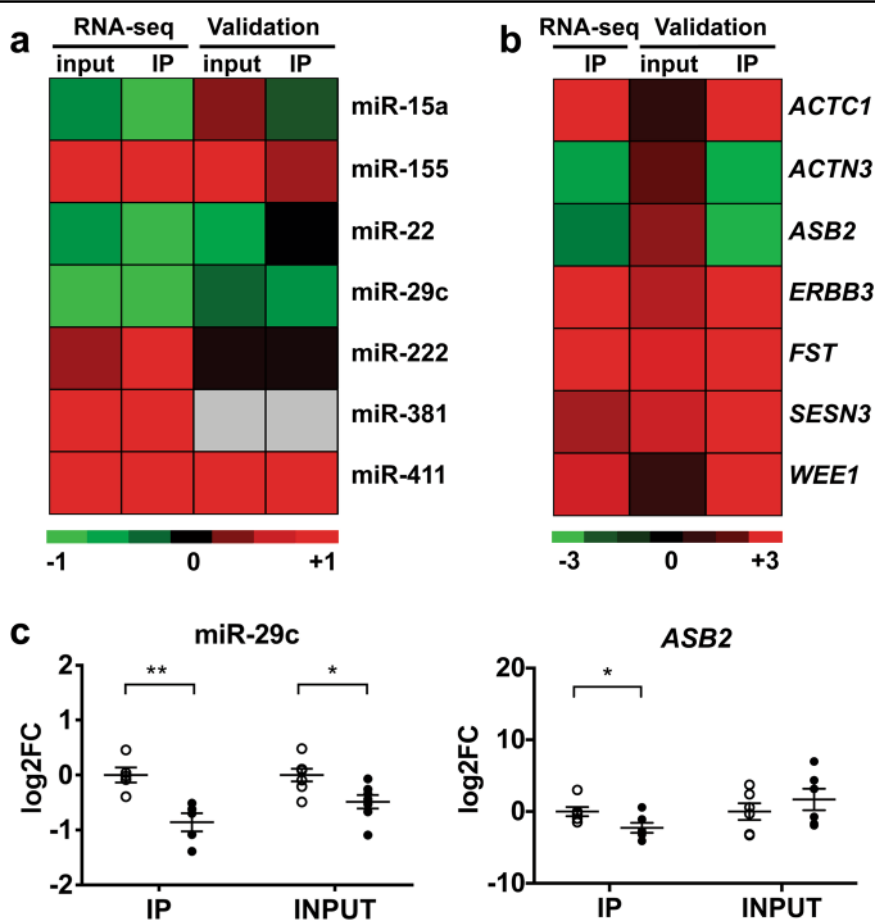 a
RNA-seq Validation
input IP input IP
miR-15a
miR-155
miR-22
miR-29c
miR-222
miR-381
miR-411
-1 0 +1
b
RNA-seq Validation
IP input IP
ACTC1
ACTN3
ASB2
ERBB3
FST
SESN3
WEE1
-3 0 +3
c
miR-29c
log2FC
2
1
0
-1
-2
** *
IP INPUT
ASB2
log2FC
20
10
0
-10
*
IP INPUT